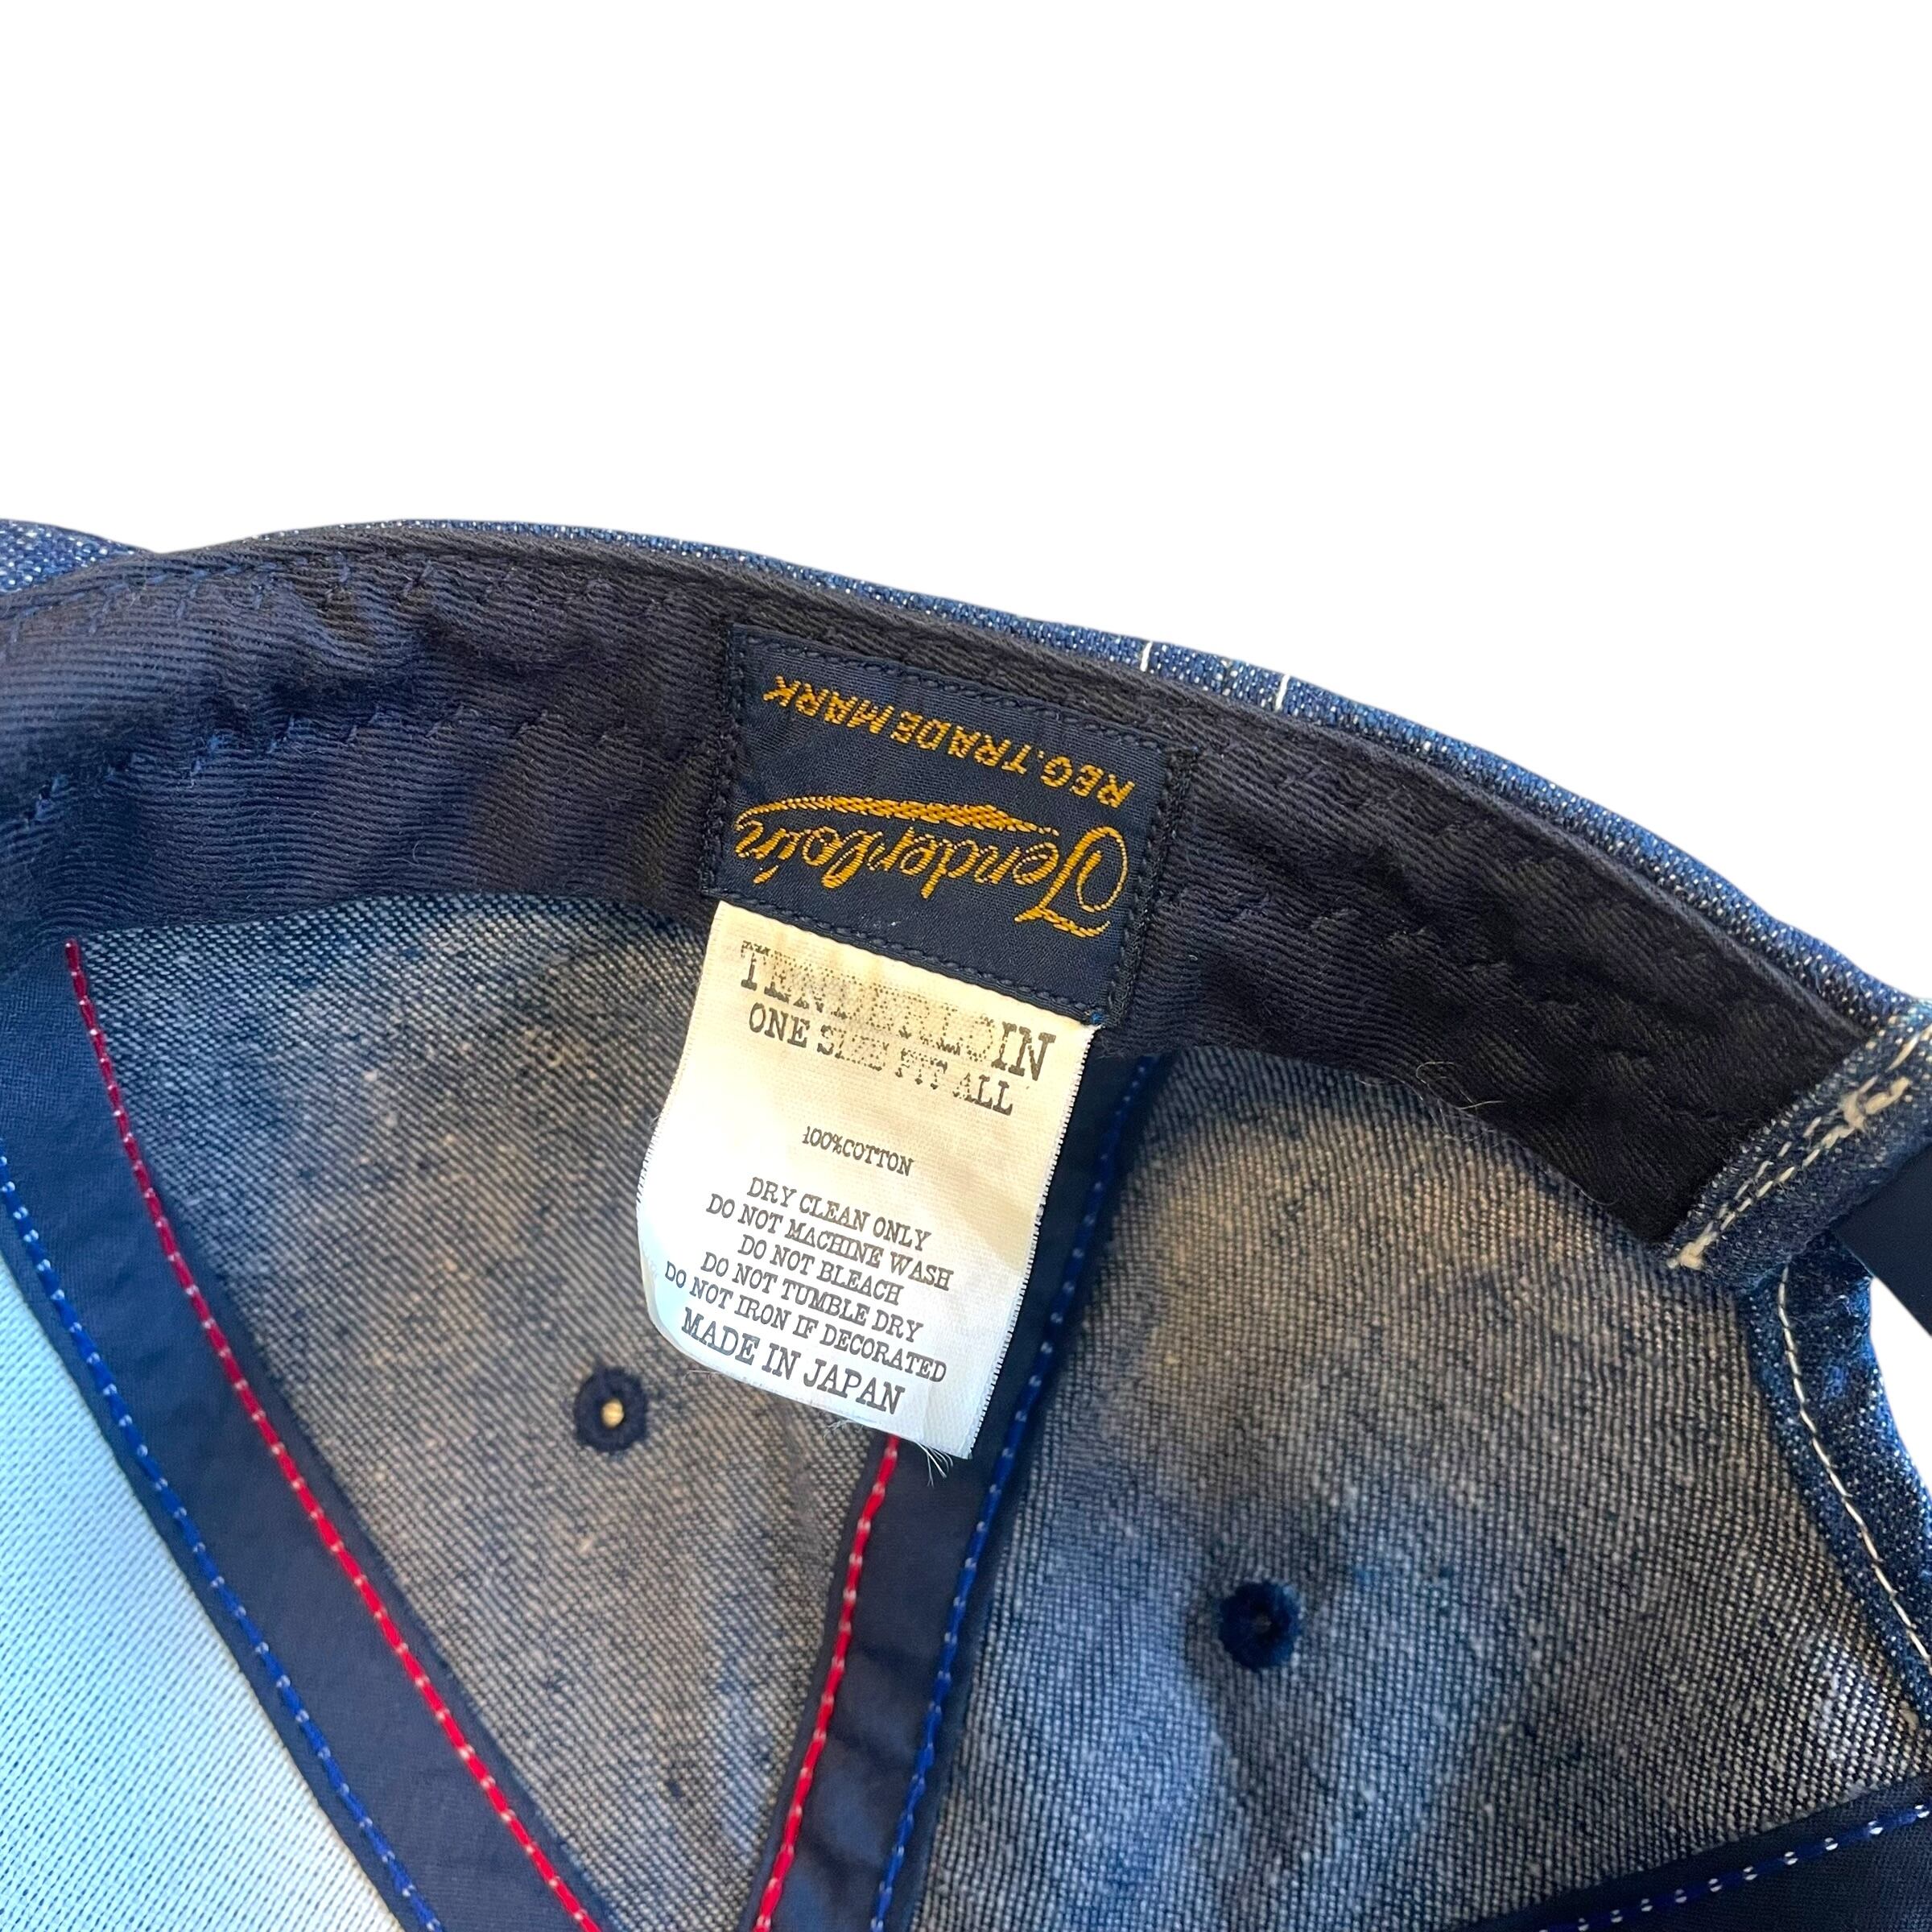 Tenderloin
REG. TRADEMARK
TENDERLOIN
ONE SIZE FIT ALL
100%COTTON
DRY CLEAN ONLY
DO NOT MACHINE WASH
DO NOT BLEACH
DO NOT TUMBLE DRY
DO NOT IRON IF DECORATED
MADE IN JAPAN